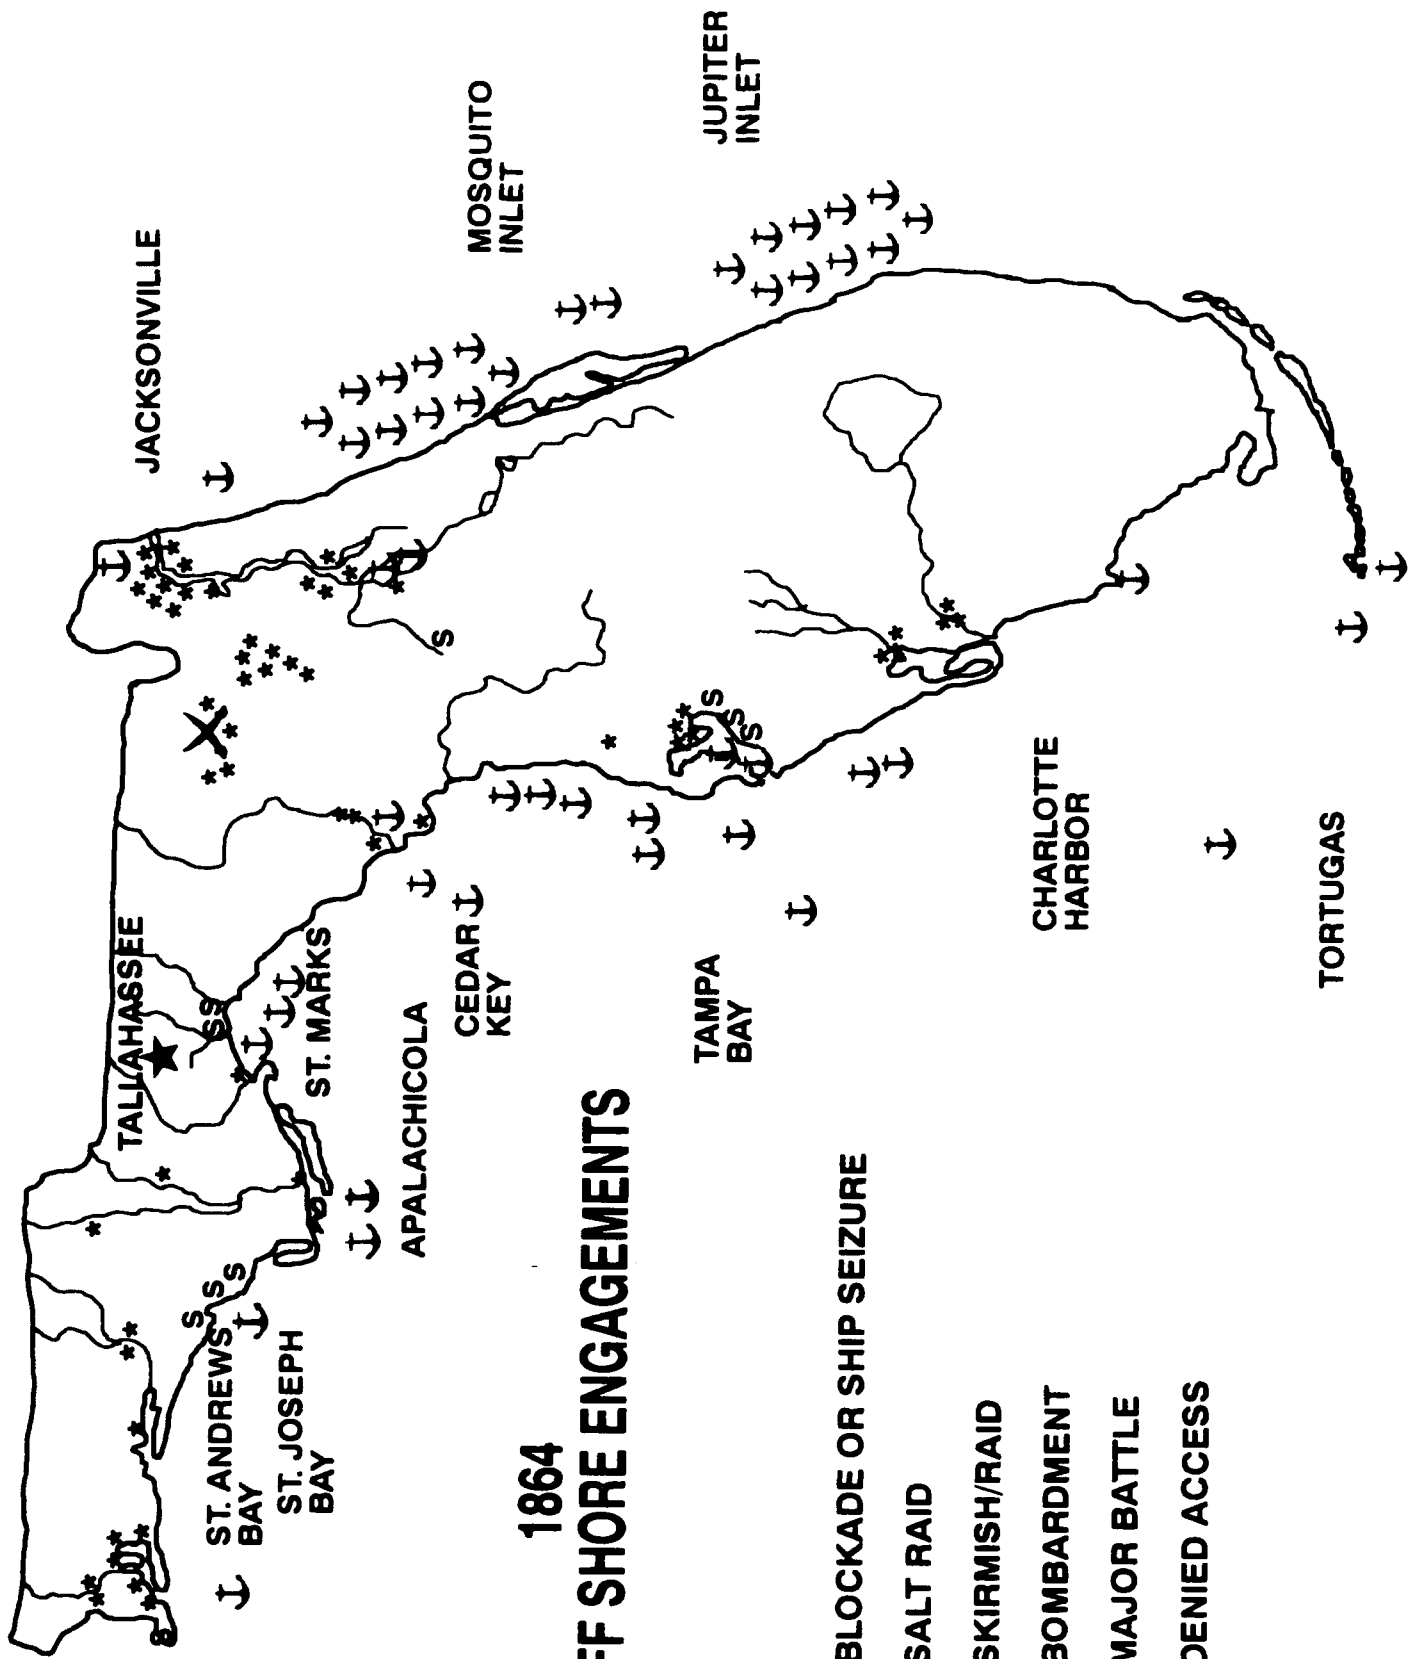 JACKSONVILLE
MOSQUITO
INLET
JUPITER
INLET
TALLAHASSEE
ST. MARKS
APALACHICOLA
CEDAR
KEY
TAMPA
BAY
CHARLOTTE
HARBOR
TORTUGAS
ST. ANDREWS
BAY
ST. JOSEPH
BAY
S
S
S
SS
S
S
S
S
1864
FF SHORE ENGAGEMENTS
BLOCKADE OR SHIP SEIZURE
SALT RAID
SKIRMISH/RAID
BOMBARDMENT
MAJOR BATTLE
DENIED ACCESS